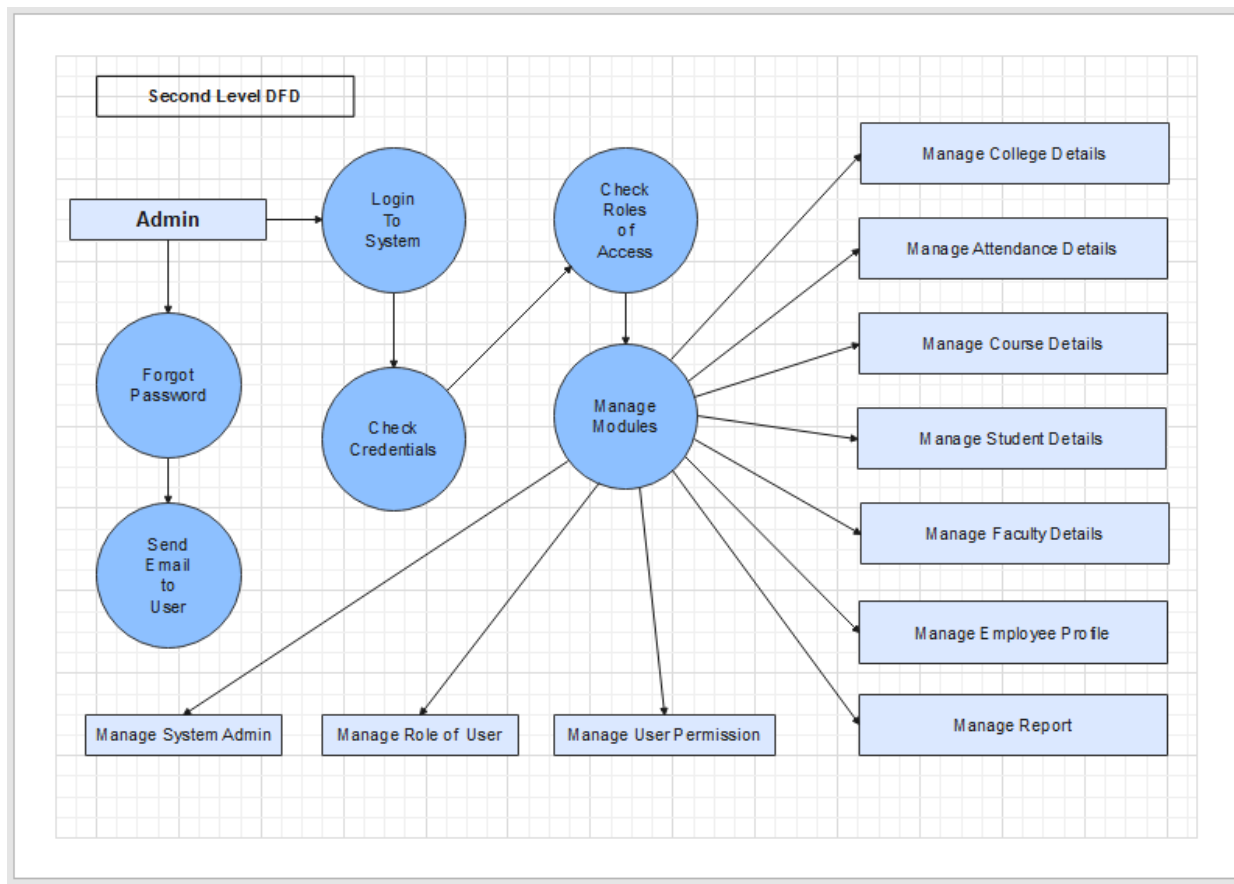 Second Level DFD
Admin
Login
To
System
Check
Roles
of
Access
Forgot
Password
Check
Credentials
Manage
Modules
Send
Email
to
User
Manage College Details
Manage Attendance Details
Manage Course Details
Manage Student Details
Manage Faculty Details
Manage Employee Profile
Manage Report
Manage System Admin
Manage Role of User
Manage User Permission